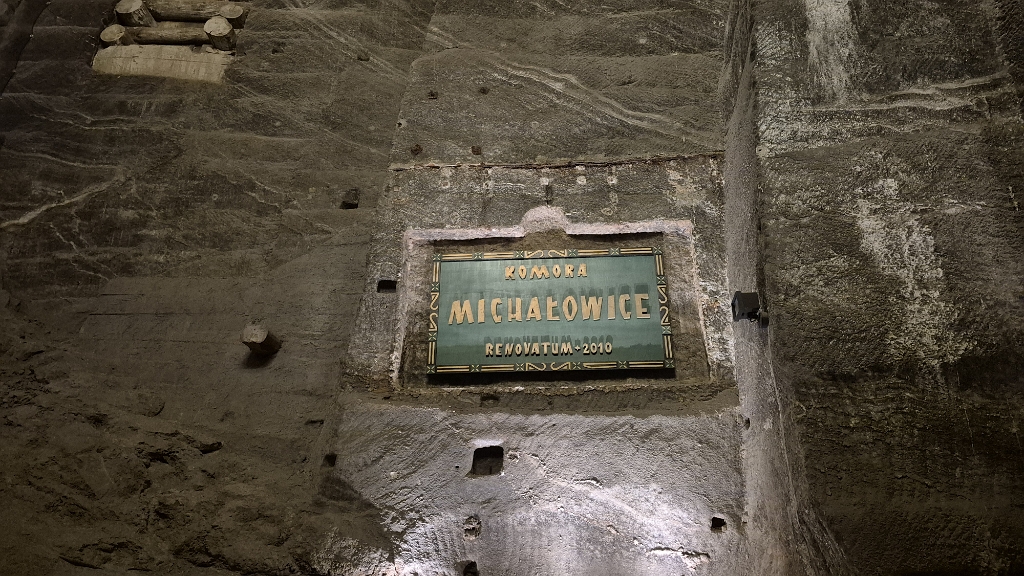 KOMORA
MICHAŁOWICE
RENOVATUM • 2010